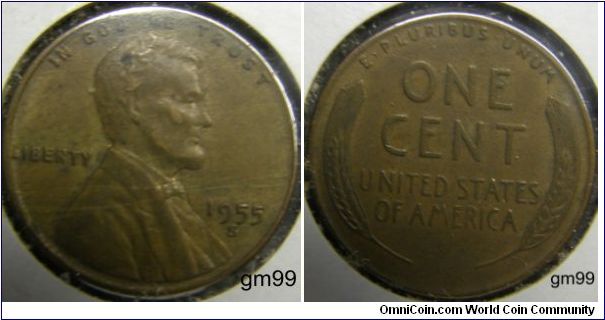 IN GOD WE TRUST
LIBERTY
1955
S
gm99
E·PLURIBUS·UNUM
ONE
CENT
UNITED STATES
OF AMERICA
gm99
OmniCoin.com World Coin Community